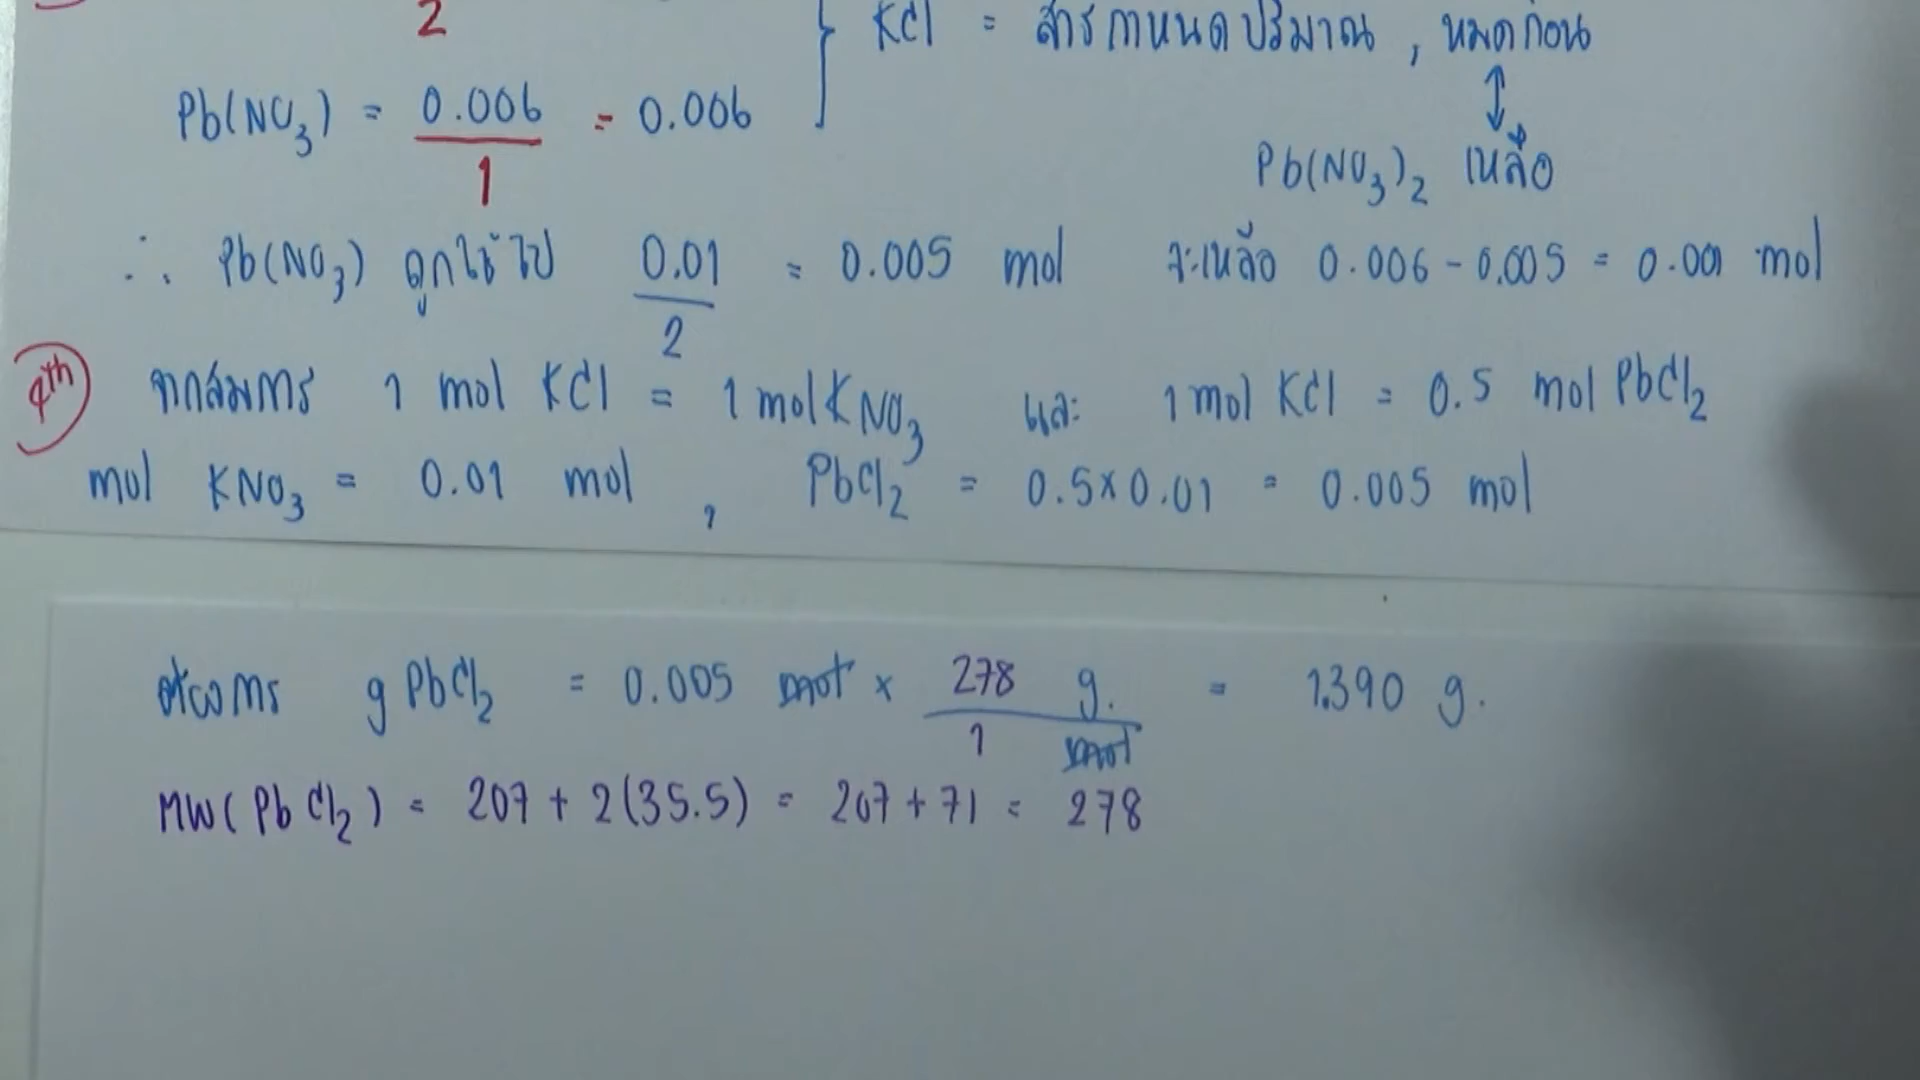 2
KCl = สารกำหนดปริมาณ , หมดก่อน
Pb(NO3) = 0.006 / 1 = 0.006
Pb(NO3)2 เหลือ
∴ Pb(NO3) ถูกใช้ไป 0.01 / 2 = 0.005 mol จะเหลือ 0.006 - 0.005 = 0.001 mol
4th จากสมการ 1 mol KCl = 1 mol KNO3 และ 1 mol KCl = 0.5 mol PbCl2
mol KNO3 = 0.01 mol , PbCl2 = 0.5×0.01 = 0.005 mol
ต้องการ g PbCl2 = 0.005 mol × 278 g. / 1 mol = 1.390 g.
MW(PbCl2) = 207 + 2(35.5) = 207 + 71 = 278